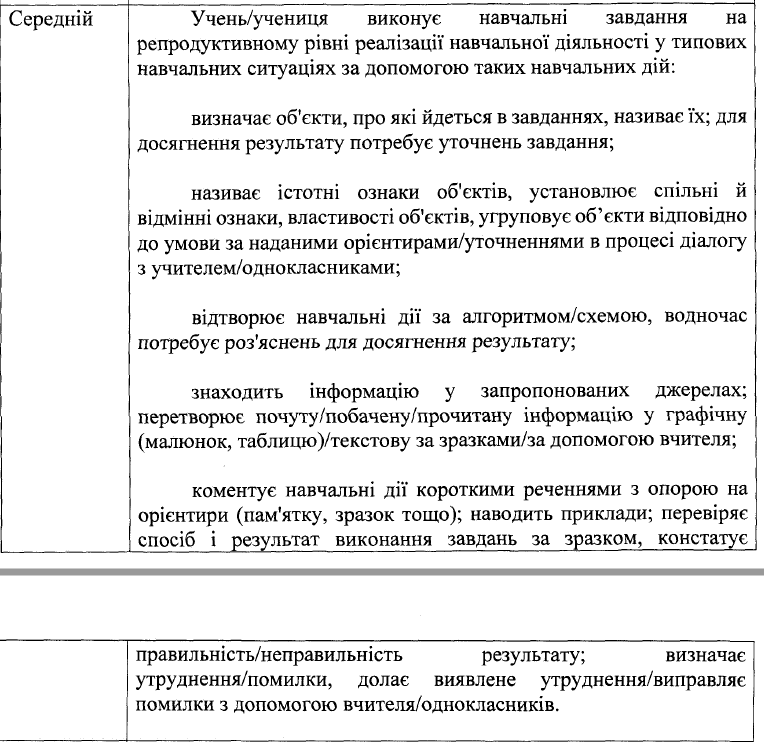 Середній
Учень/учениця виконує навчальні завдання на
репродуктивному рівні реалізації навчальної діяльності у типових
навчальних ситуаціях за допомогою таких навчальних дій:
визначає об'єкти, про які йдеться в завданнях, називає їх; для
досягнення результату потребує уточнень завдання;
називає істотні ознаки об'єктів, установлює спільні й
відмінні ознаки, властивості об'єктів, угруповує об’єкти відповідно
до умови за наданими орієнтирами/уточненнями в процесі діалогу
з учителем/однокласниками;
відтворює навчальні дії за алгоритмом/схемою, водночас
потребує роз'яснень для досягнення результату;
знаходить інформацію у запропонованих джерелах;
перетворює почуту/побачену/прочитану інформацію у графічну
(малюнок, таблицю)/текстову за зразками/за допомогою вчителя;
коментує навчальні дії короткими реченнями з опорою на
орієнтири (пам'ятку, зразок тощо); наводить приклади; перевіряє
спосіб і результат виконання завдань за зразком, констатує
правильність/неправильність результату; визначає
утруднення/помилки, долає виявлене утруднення/виправляє
помилки з допомогою вчителя/однокласників.